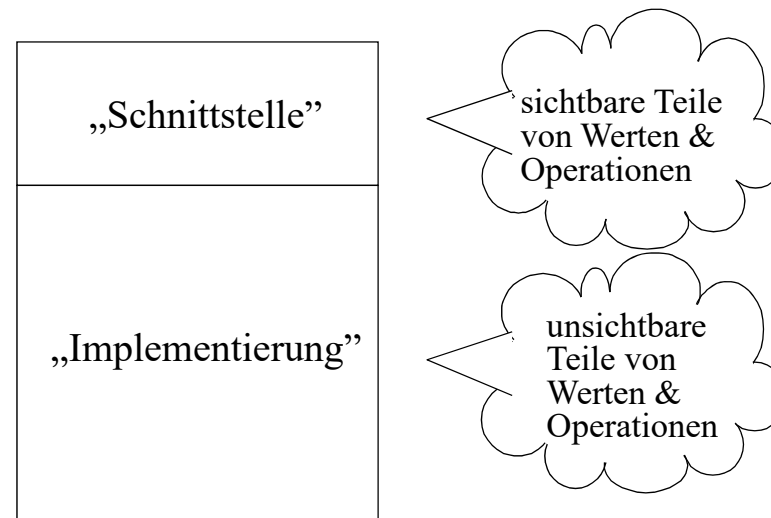 „Schnittstelle”
sichtbare Teile
von Werten &
Operationen
„Implementierung”
unsichtbare
Teile von
Werten &
Operationen